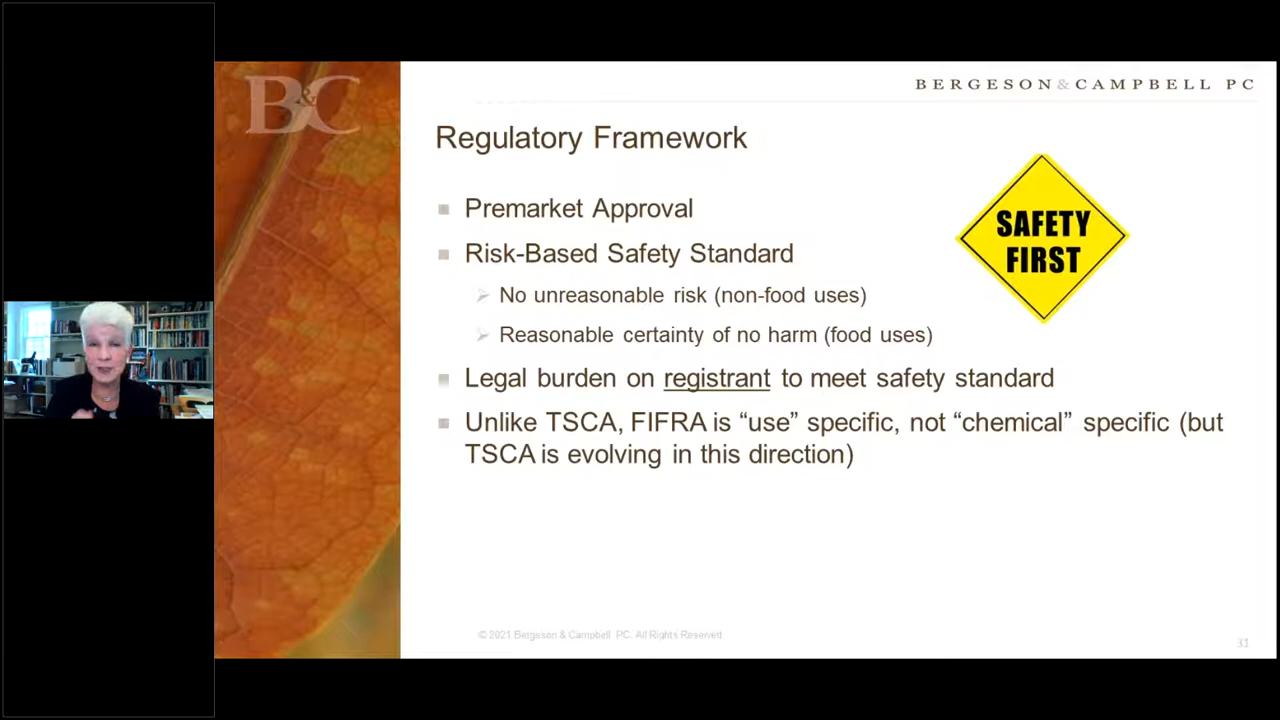 B&C
BERGESON&CAMPBELL PC
Regulatory Framework
SAFETY
FIRST
Premarket Approval
Risk-Based Safety Standard
No unreasonable risk (non-food uses)
Reasonable certainty of no harm (food uses)
Legal burden on registrant to meet safety standard
Unlike TSCA, FIFRA is “use” specific, not “chemical” specific (but
TSCA is evolving in this direction)
© 2021 Bergeson & Campbell PC. All Rights Reserved.
31